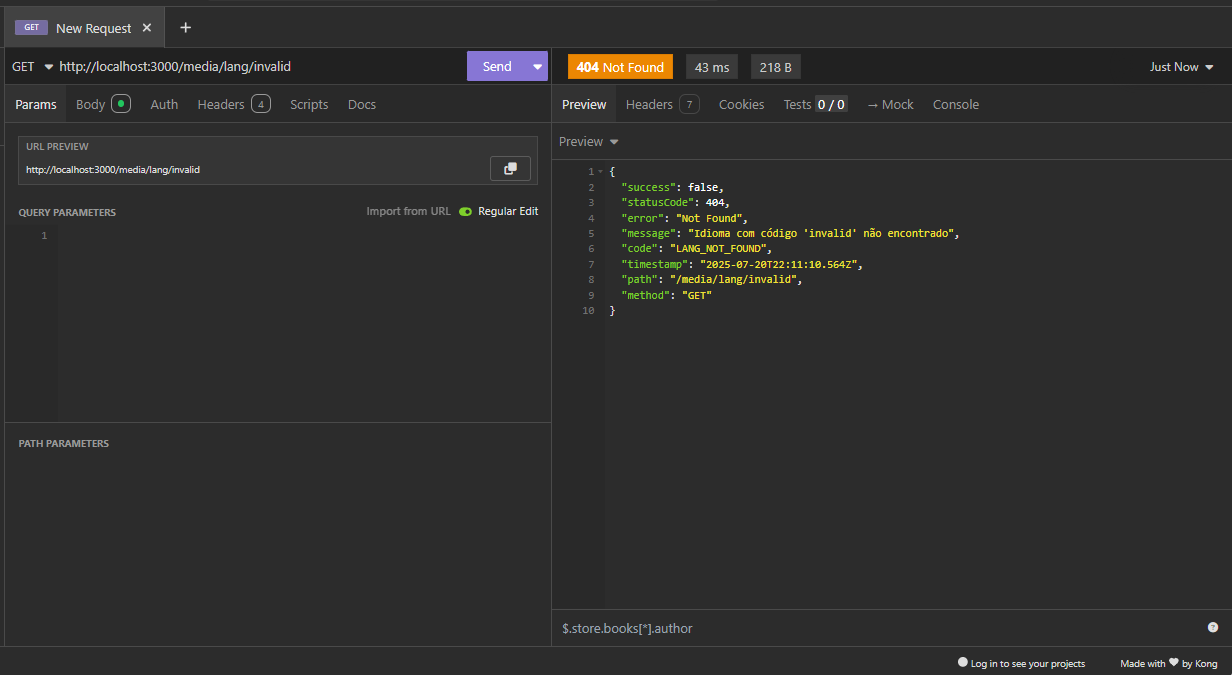 GET New Request × +
GET http://localhost:3000/media/lang/invalid Send
404 Not Found 43 ms 218 B Just Now
Params Body Auth Headers 4 Scripts Docs
Preview Headers 7 Cookies Tests 0 / 0 → Mock Console
URL PREVIEW
http://localhost:3000/media/lang/invalid
QUERY PARAMETERS Import from URL Regular Edit
1
PATH PARAMETERS
Preview
1 {
2 "success": false,
3 "statusCode": 404,
4 "error": "Not Found",
5 "message": "Idioma com código 'invalid' não encontrado",
6 "code": "LANG_NOT_FOUND",
7 "timestamp": "2025-07-20T22:11:10.564Z",
8 "path": "/media/lang/invalid",
9 "method": "GET"
10 }
$.store.books[*].author ?
Log in to see your projects Made with ♥ by Kong